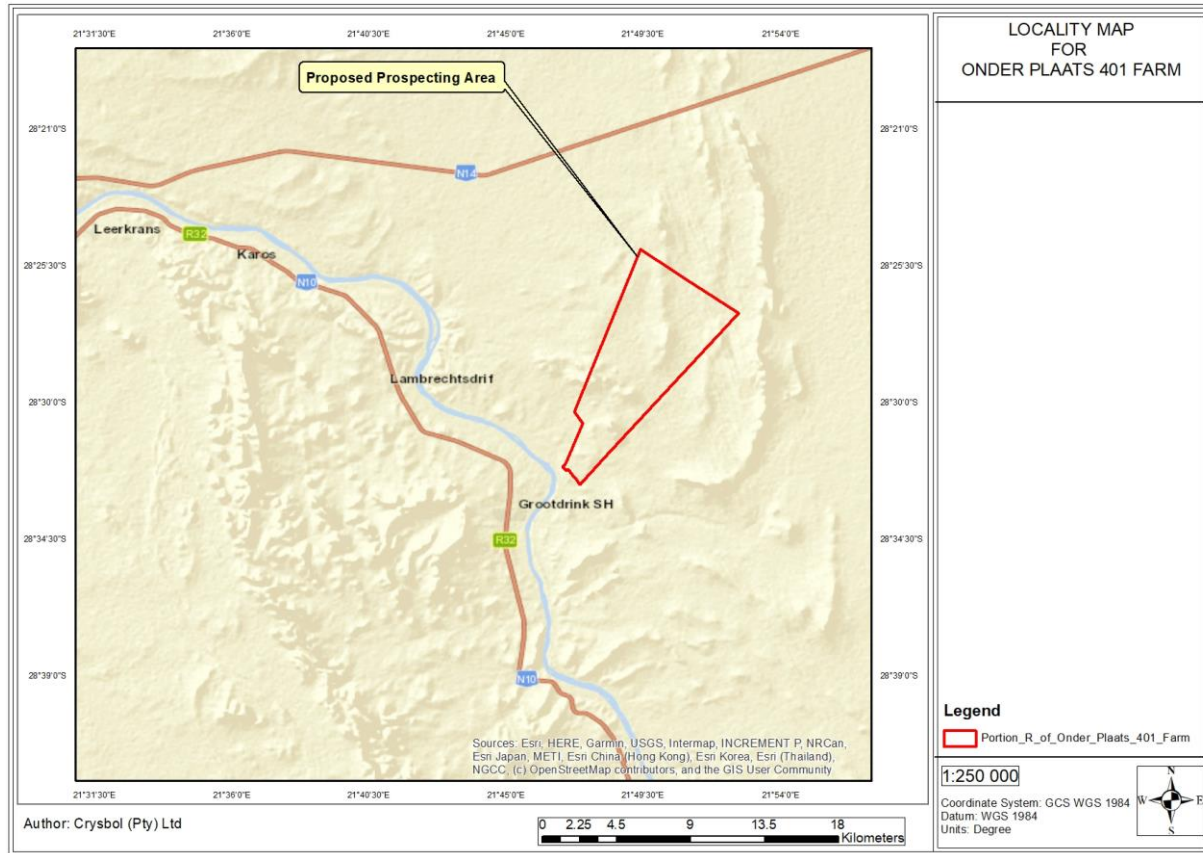 LOCALITY MAP
FOR
ONDER PLAATS 401 FARM
21°31'30"E 21°36'0"E 21°40'30"E 21°45'0"E 21°49'30"E 21°54'0"E
Proposed Prospecting Area
28°21'0"S 28°21'0"S
N14
Leerkrans
R32
Karos
28°25'30"S 28°25'30"S
N10
Lambrechtsdrif
28°30'0"S 28°30'0"S
Grootdrink SH
28°34'30"S 28°34'30"S
R32
28°39'0"S 28°39'0"S
N10
Sources: Esri, HERE, Garmin, USGS, Intermap, INCREMENT P, NRCan,
Esri Japan, METI, Esri China (Hong Kong), Esri Korea, Esri (Thailand),
NGCC, (c) OpenStreetMap contributors, and the GIS User Community
21°31'30"E 21°36'0"E 21°40'30"E 21°45'0"E 21°49'30"E 21°54'0"E
Author: Crysbol (Pty) Ltd
0 2.25 4.5 9 13.5 18
Kilometers
Legend
Portion_R_of_Onder_Plaats_401_Farm
1:250 000
Coordinate System: GCS WGS 1984
Datum: WGS 1984
Units: Degree
N
W E
S